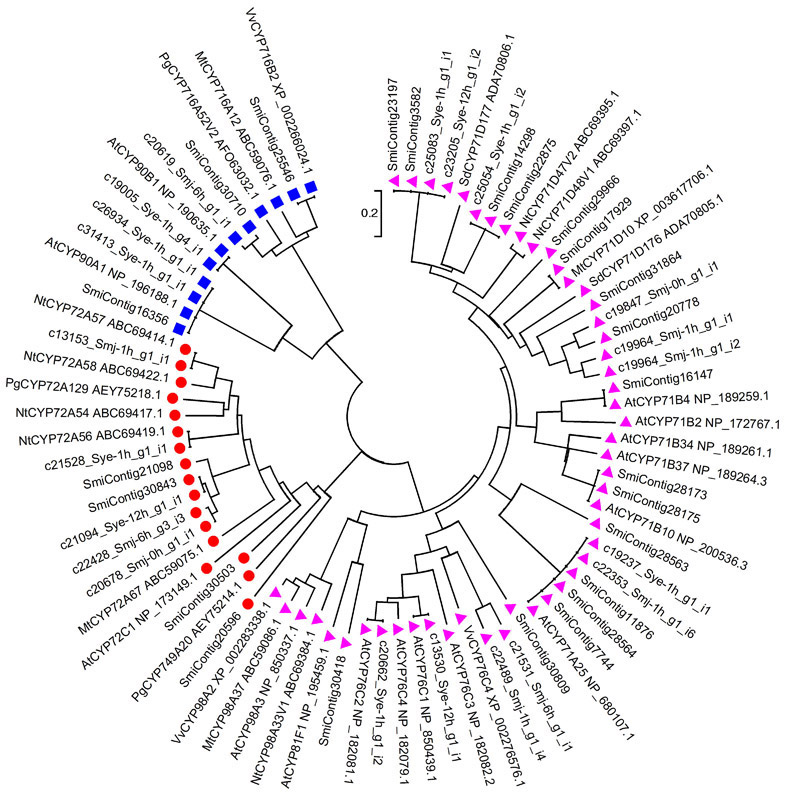 SmiContig23197
SmiContig3582
c25083_Sye-1h_g1_i1
c23205_Sye-12h_g1_i2
SdCYP71D177 ADA70806.1
c25054_Sye-1h_g1_i2
SmiContig14298
SmiContig22875
NtCYP71D47V2 ABC69395.1
NtCYP71D48V1 ABC69397.1
SmiContig29966
SmiContig17929
MtCYP71D10 XP_003617706.1
SdCYP71D176 ADA70805.1
SmiContig31864
c19847_Smj-0h_g1_i1
SmiContig20778
c19964_Smj-1h_g1_i1
c19964_Smj-1h_g1_i2
SmiContig16147
AtCYP71B4 NP_189259.1
AtCYP71B2 NP_172767.1
AtCYP71B34 NP_189261.1
AtCYP71B37 NP_189264.3
SmiContig28173
SmiContig28175
AtCYP71B10 NP_200536.3
SmiContig28563
c19237_Sye-1h_g1_i1
c22353_Smj-1h_g1_i6
SmiContig11876
SmiContig28564
SmiContig7744
AtCYP71A25 NP_680107.1
SmiContig30809
c21531_Smj-6h_g1_i1
c22489_Smj-1h_g1_i4
VvCYP76C4 XP_002276576.1
AtCYP76C3 NP_182082.2
c13530_Sye-12h_g1_i1
AtCYP76C1 NP_850439.1
AtCYP76C4 NP_182079.1
c20662_Sye-1h_g1_i2
AtCYP76C2 NP_182081.1
SmiContig30418
AtCYP81F1 NP_195459.1
NtCYP98A33V1 ABC69384.1
AtCYP98A3 NP_850337.1
MtCYP98A37 ABC59086.1
VvCYP98A2 XP_002283338.1
SmiContig20596
PgCYP749A20 AEY75214.1
SmiContig30503
AtCYP72C1 NP_173149.1
MtCYP72A67 ABC59075.1
c20678_Smj-0h_g1_i1
c22428_Smj-6h_g3_i3
c21094_Sye-12h_g1_i1
SmiContig30843
SmiContig21098
c21528_Sye-1h_g1_i1
NtCYP72A56 ABC69419.1
NtCYP72A54 ABC69417.1
PgCYP72A129 AEY75218.1
NtCYP72A58 ABC69422.1
c13153_Smj-1h_g1_i1
NtCYP72A57 ABC69414.1
SmiContig16356
AtCYP90A1 NP_196188.1
c31413_Sye-1h_g1_i1
c26934_Sye-1h_g1_i1
c19005_Sye-1h_g4_i1
AtCYP90B1 NP_190635.1
c20619_Smj-6h_g1_i1
SmiContig30710
PgCYP716A52V2 AFO63032.1
MtCYP716A12 ABC59076.1
SmiContig25546
VvCYP716B2 XP_002266024.1
0.2